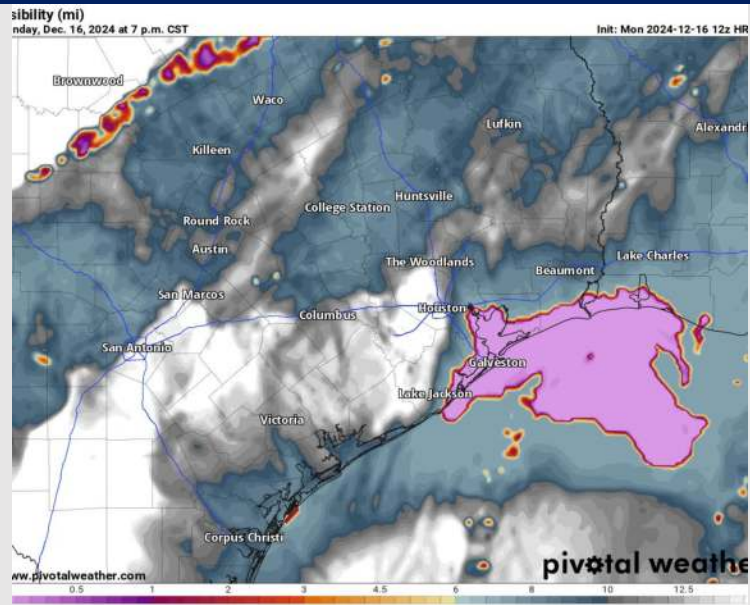 sibility (mi)
nday, Dec. 16, 2024 at 7 p.m. CST
Init: Mon 2024-12-16 12z HR
Brownwood
Waco
Lufkin
Alexandr
Killeen
Huntsville
College Station
Round Rock
Austin
The Woodlands
Lake Charles
Beaumont
San Marcos
Columbus
Houston
San Antonio
Galveston
Lake Jackson
Victoria
Corpus Christi
pivotal weathe
ww.pivotalweather.com
0.5 1 2 3 4.5 6 8 10 12.5